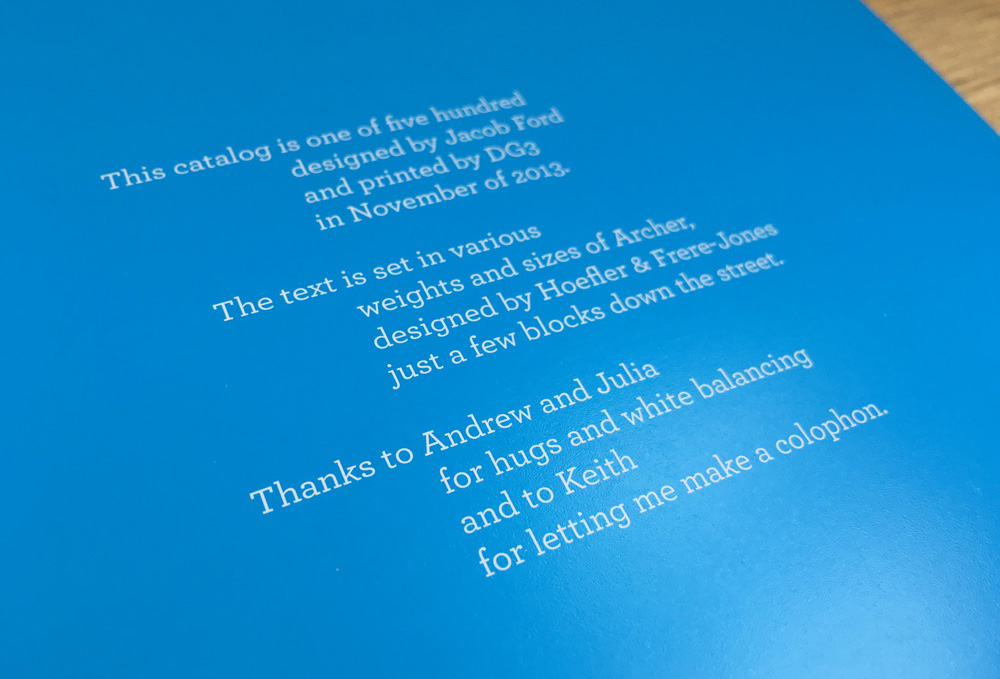 This catalog is one of five hundred
designed by Jacob Ford
and printed by DG3
in November of 2013.
The text is set in various
weights and sizes of Archer,
designed by Hoefler & Frere-Jones
just a few blocks down the street.
Thanks to Andrew and Julia
for hugs and white balancing
and to Keith
for letting me make a colophon.